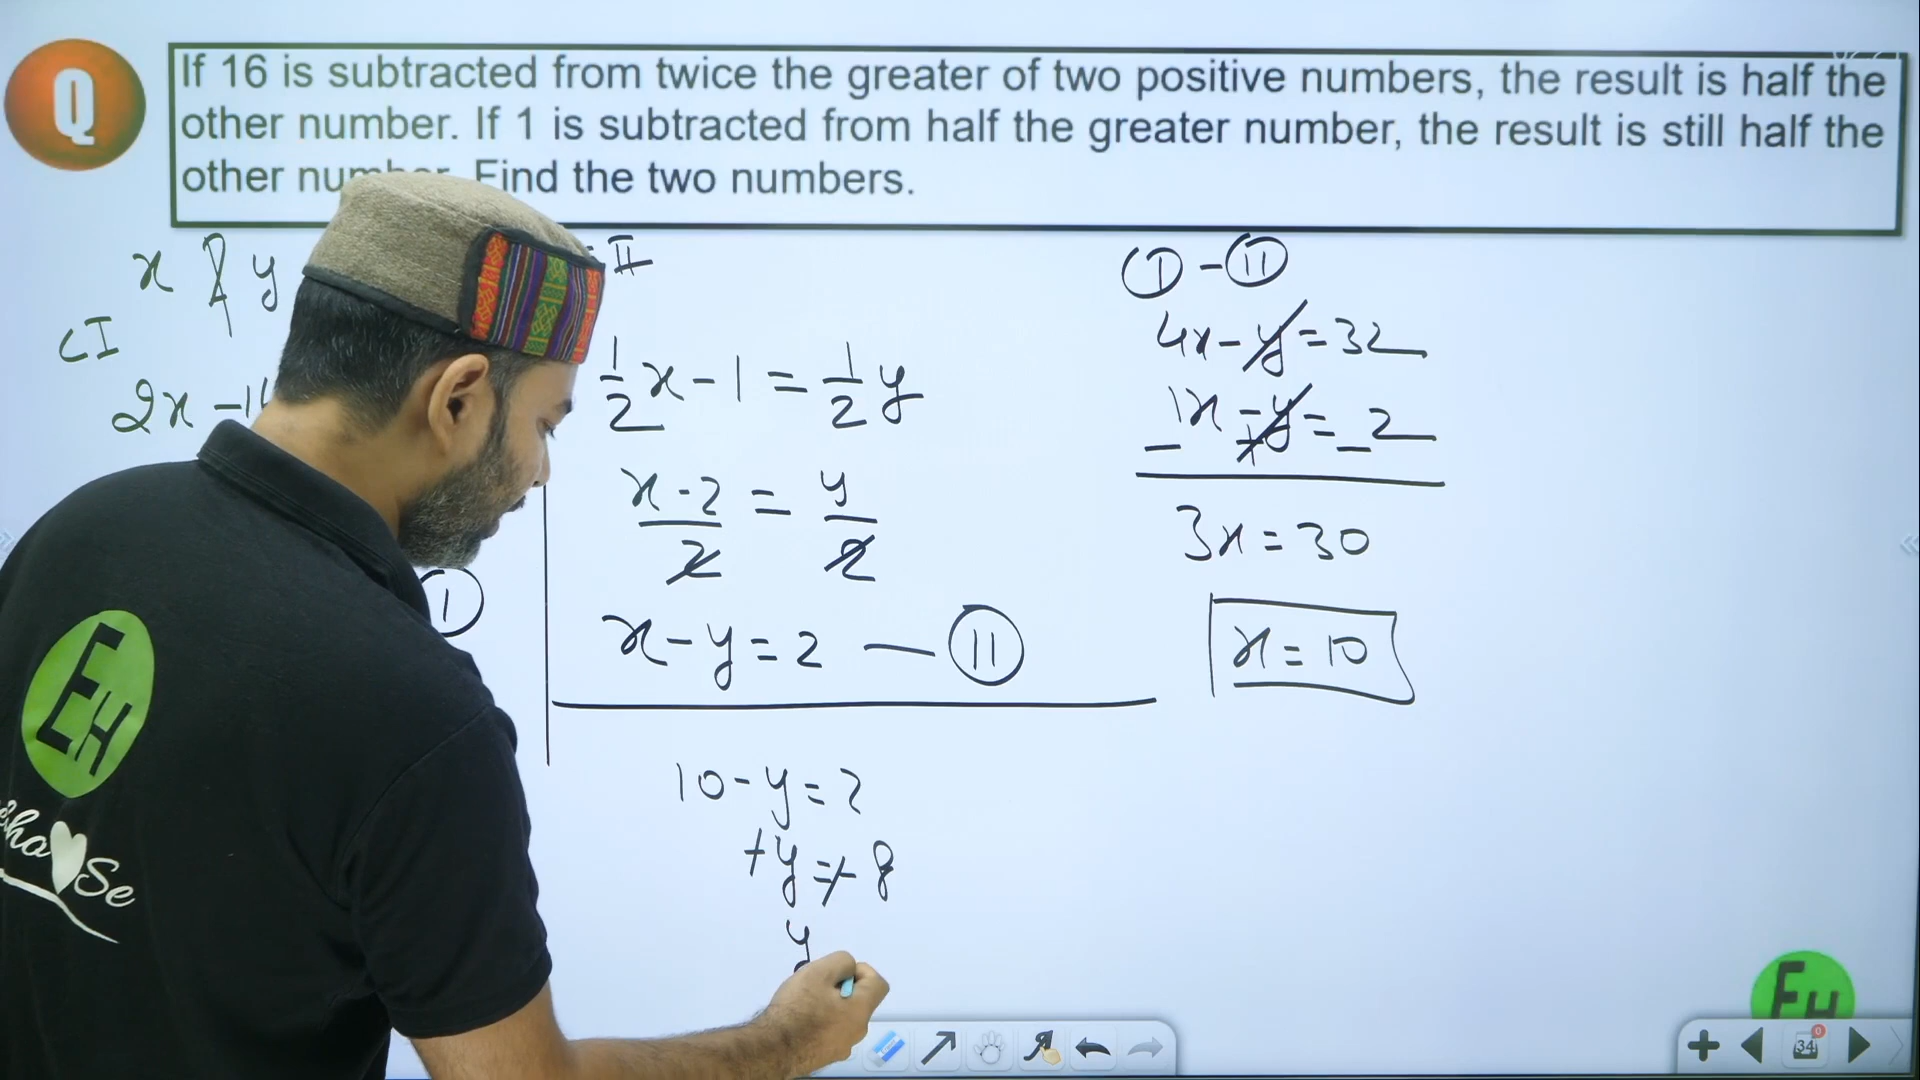 Q
If 16 is subtracted from twice the greater of two positive numbers, the result is half the
other number. If 1 is subtracted from half the greater number, the result is still half the
other number. Find the two numbers.
x & y
CI
2x - 16
I
II
1/2 x - 1 = 1/2 y
x - 2 / 2 = y / 2
x - y = 2 — II
10 - y = 2
+y = - 8
y
I - II
4x - y = 32
1x - y = 2
- + -
3x = 30
x = 10
EH
Se
EH
34
0